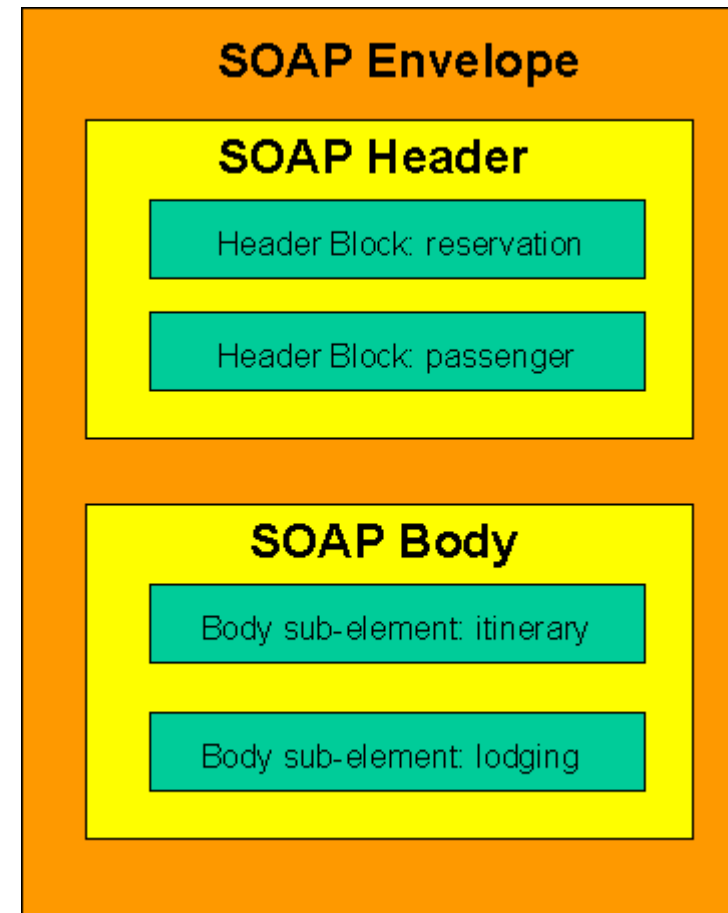 SOAP Envelope
SOAP Header
Header Block: reservation
Header Block: passenger
SOAP Body
Body sub-element: itinerary
Body sub-element: lodging